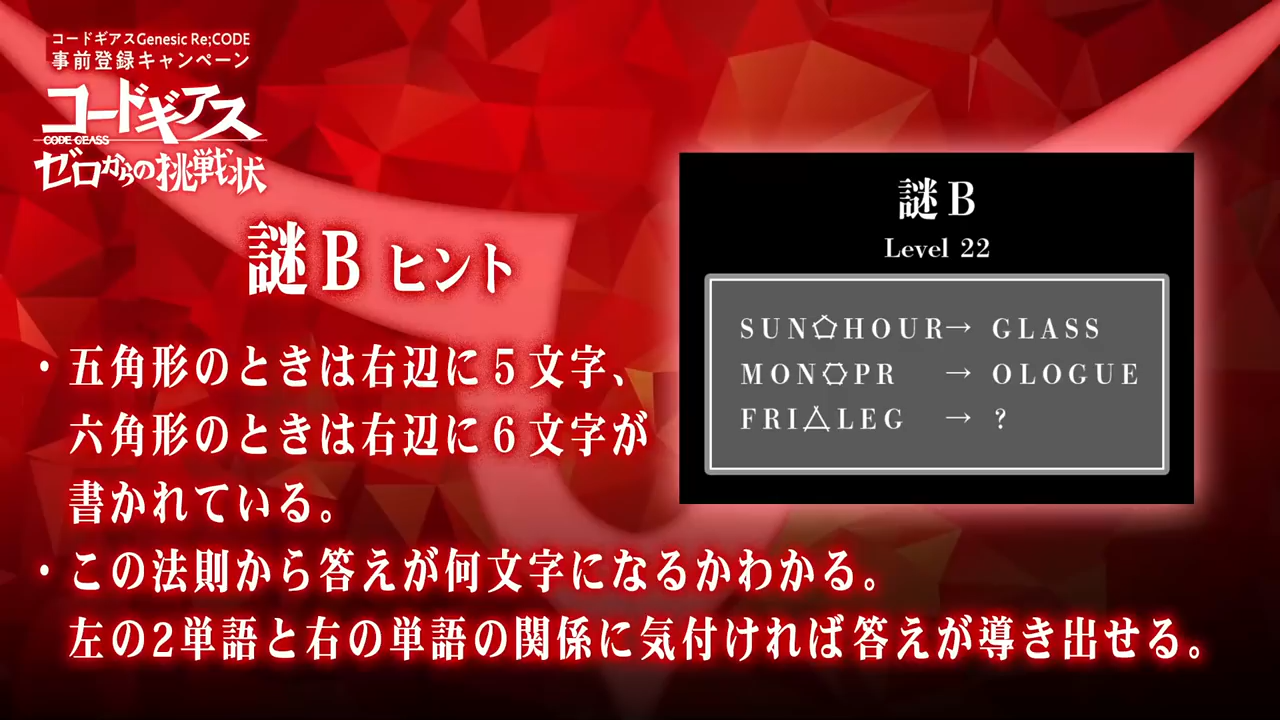 コードギアスGenesic Re;CODE
事前登録キャンペーン
コードギアス
CODE GEASS
ゼロからの挑戦状
謎B ヒント
・五角形のときは右辺に5文字、
六角形のときは右辺に6文字が
書かれている。
・この法則から答えが何文字になるかわかる。
左の2単語と右の単語の関係に気付ければ答えが導き出せる。
謎B
Level 22
SUN⬠HOUR→ GLASS
MON⬡PR → OLOGUE
FRI△LEG → ?